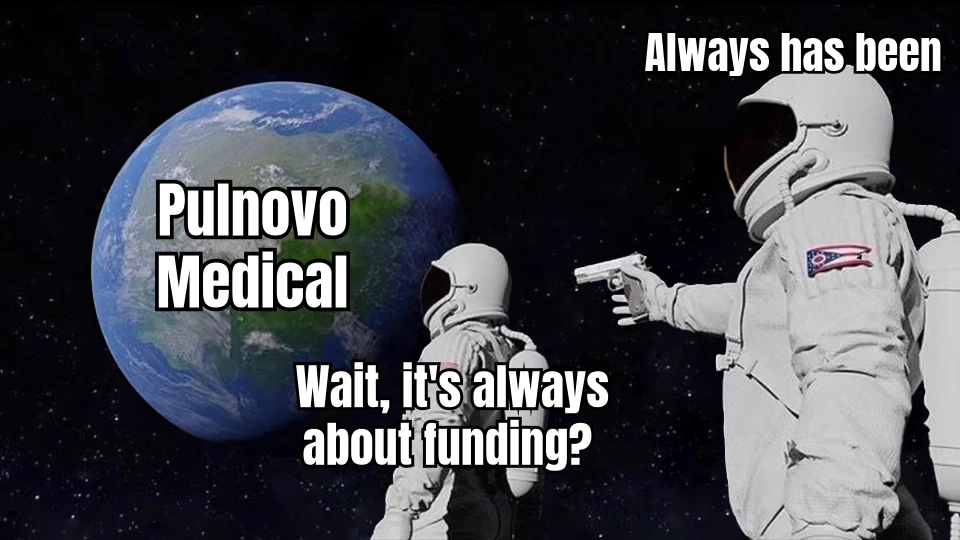 Always has been
Pulnovo
Medical
Wait, it's always
about funding?